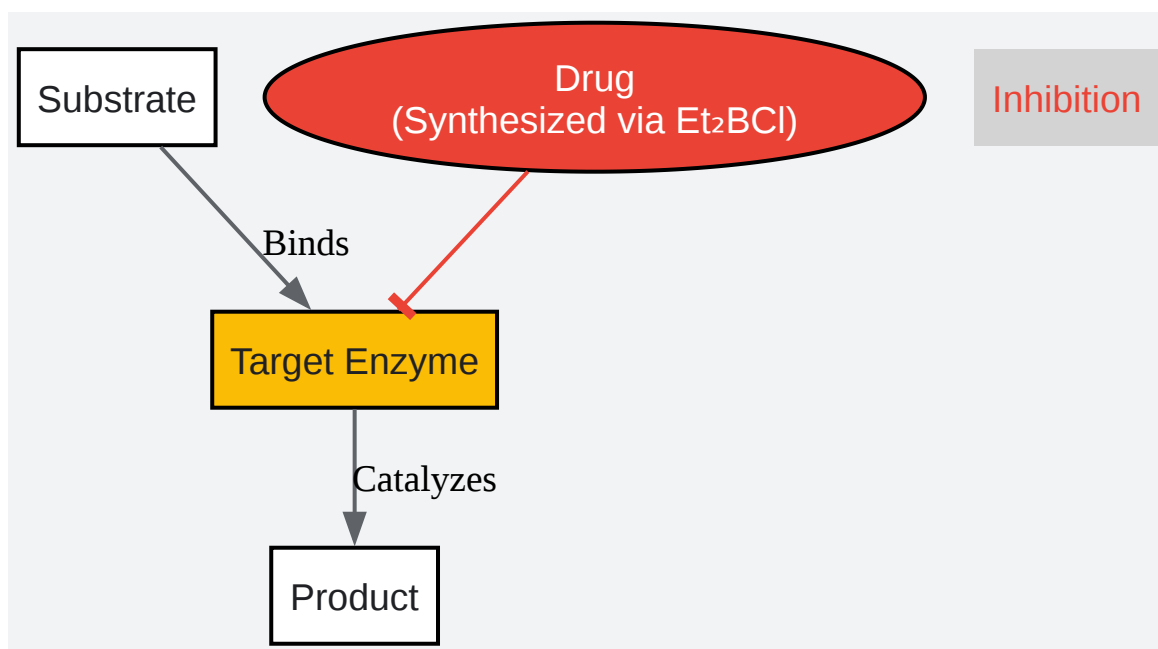 Substrate
Drug
(Synthesized via Et₂BCl)
Inhibition
Binds
Target Enzyme
Catalyzes
Product